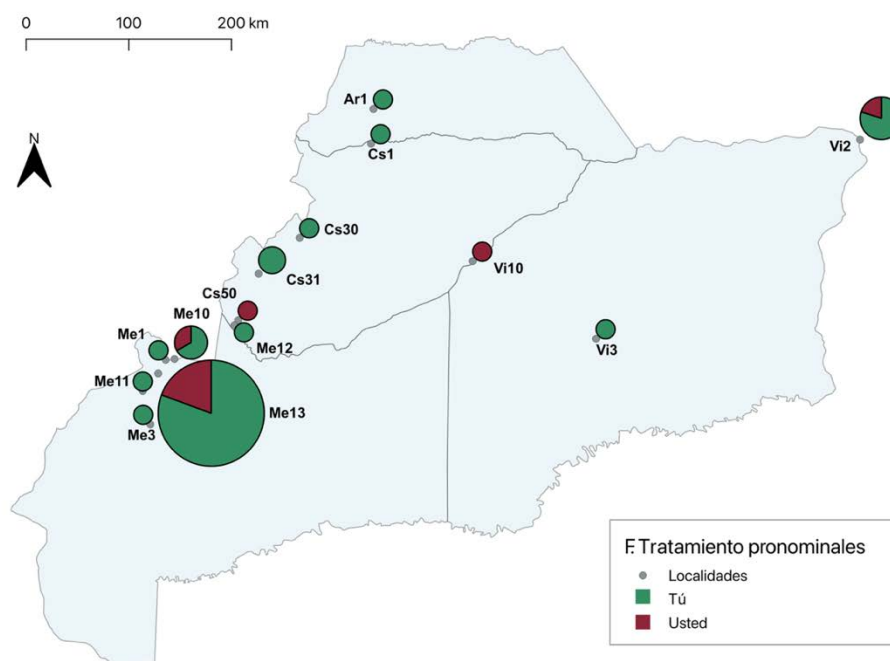 0 100 200 km
N
Ar1
Cs1
Vi2
Cs30
Vi10
Cs31
Cs50
Me10
Me1
Me12
Vi3
Me11
Me13
Me3
F. Tratamiento pronominales
Localidades
Tú
Usted